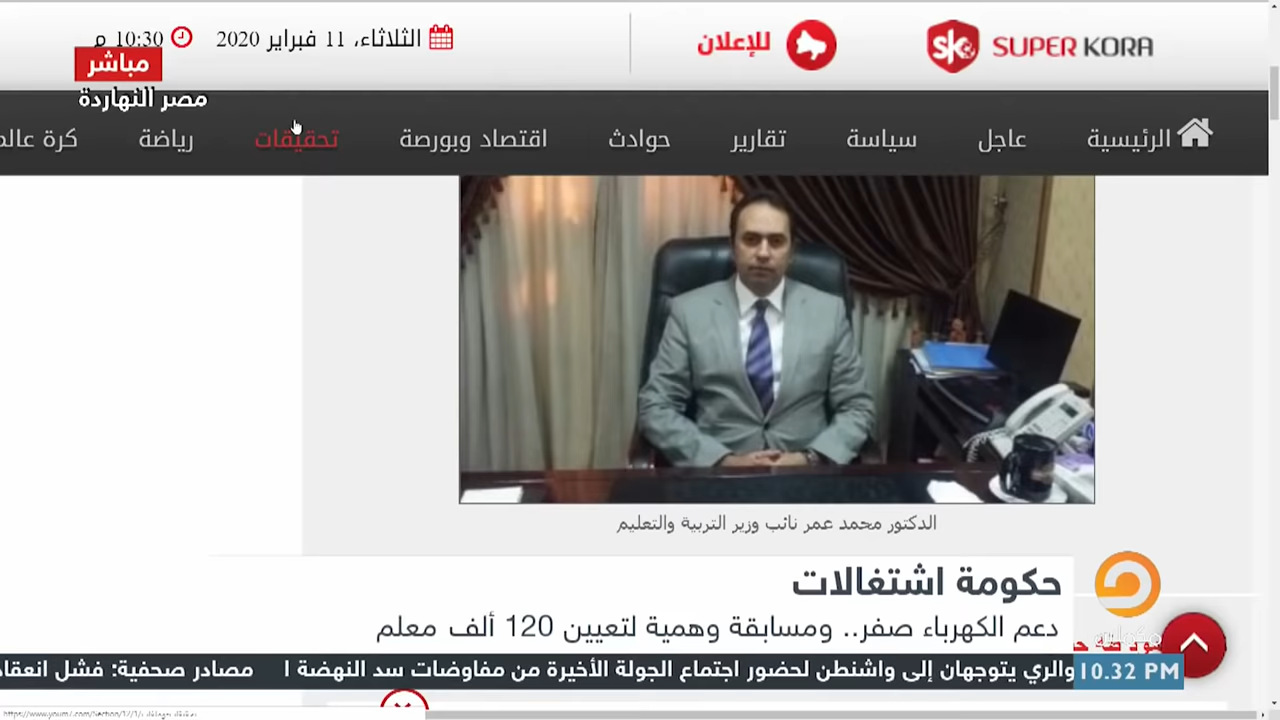 SUPER KORA
للإعلان
الثلاثاء، 11 فبراير 2020
10:30 م
مباشر
مصر النهاردة
الرئيسية عاجل سياسة تقارير حوادث اقتصاد وبورصة تحقيقات رياضة كرة
الدكتور محمد عمر نائب وزير التربية والتعليم
حكومة اشتغالات
دعم الكهرباء صفر.. ومسابقة وهمية لتعيين 120 ألف معلم
10.32 PM
والري يتوجهان إلى واشنطن لحضور اجتماع الجولة الأخيرة من مفاوضات سد النهضة ا مصادر صحفية: فشل